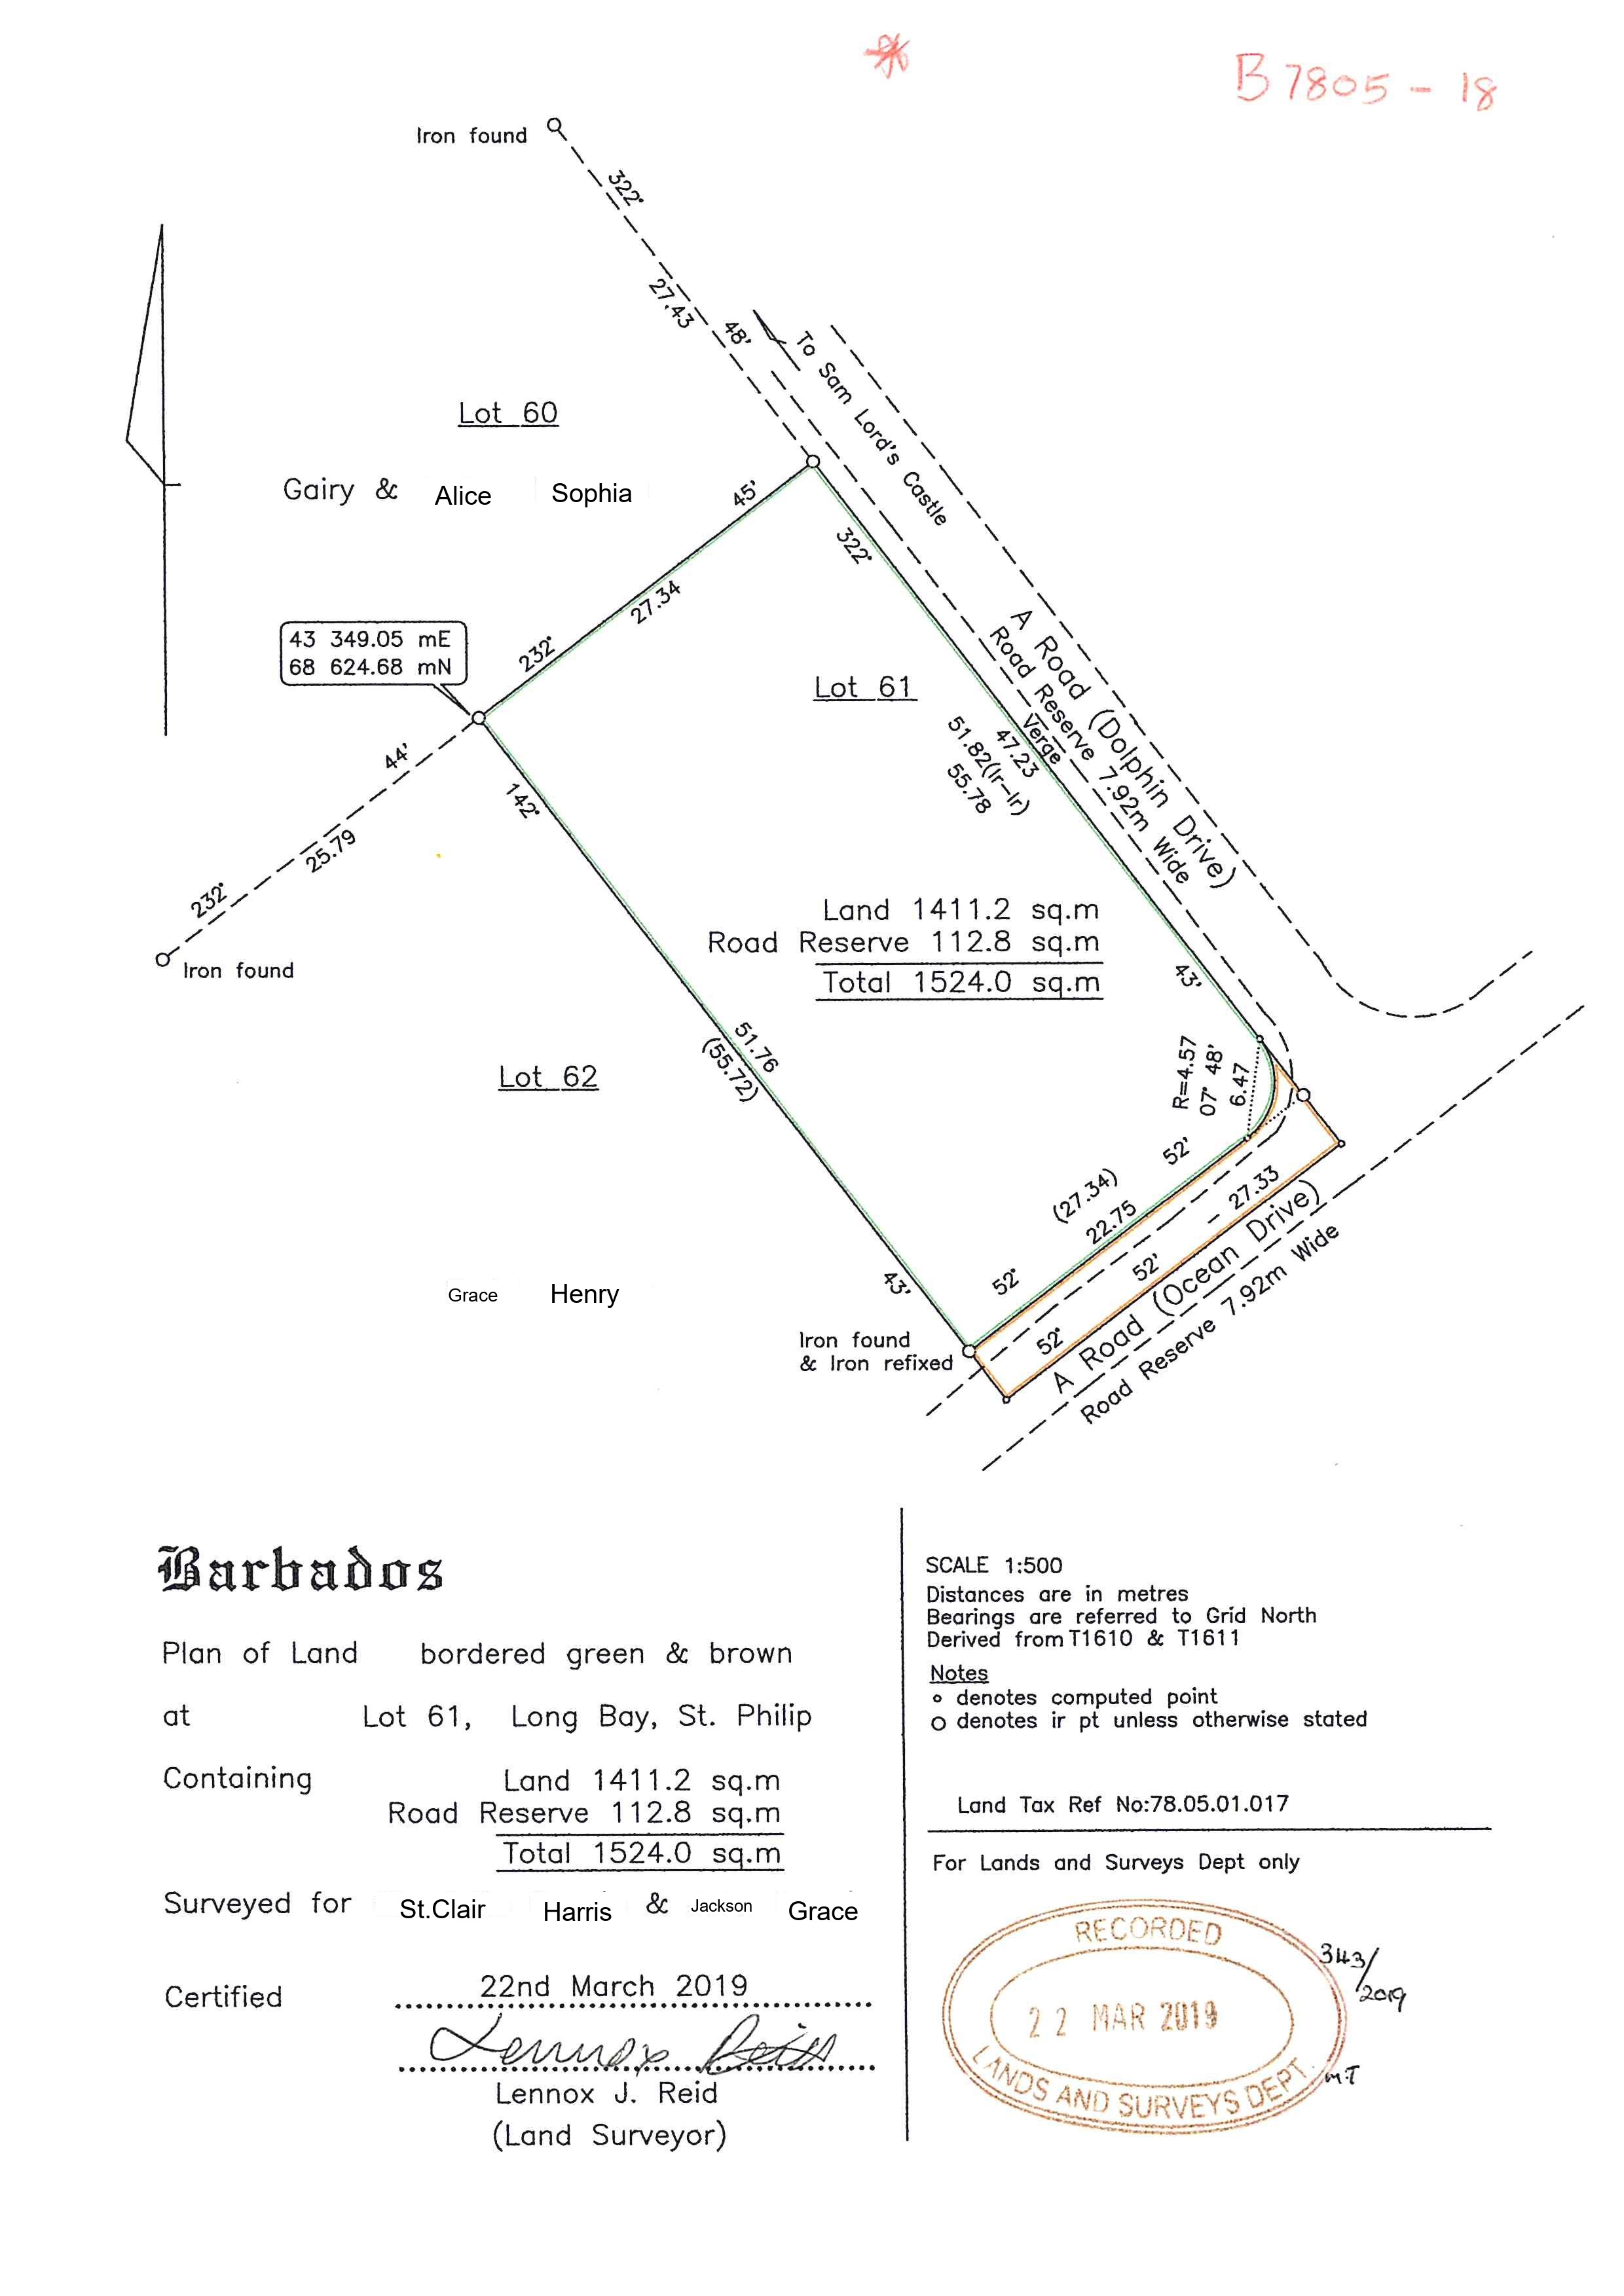 B 7805 - 18
Iron found
322°
27.43
48'
To Sam Lord's Castle
Lot 60
Gairy & Alice Sophia
45'
27.34
232°
322°
43 349.05 mE
68 624.68 mN
A Road (Dolphin Drive)
Road Reserve 7.92m Wide
Verge
Lot 61
47.23
51.82(Ir-Ir)
55.78
44'
25.79
232°
Iron found
142°
Land 1411.2 sq.m
Road Reserve 112.8 sq.m
Total 1524.0 sq.m
43'
51.76
(55.72)
Lot 62
R=4.57
07° 48'
6.47
52'
(27.34)
22.75
27.33
52°
52'
52°
43'
Grace Henry
Iron found
& Iron refixed
A Road (Ocean Drive)
Road Reserve 7.92m Wide
Barbados
Plan of Land bordered green & brown
at Lot 61, Long Bay, St. Philip
Containing Land 1411.2 sq.m
Road Reserve 112.8 sq.m
Total 1524.0 sq.m
Surveyed for St.Clair Harris & Jackson Grace
Certified 22nd March 2019
Lennox Reid
Lennox J. Reid
(Land Surveyor)
SCALE 1:500
Distances are in metres
Bearings are referred to Grid North
Derived from T1610 & T1611
Notes
denotes computed point
denotes ir pt unless otherwise stated
Land Tax Ref No:78.05.01.017
For Lands and Surveys Dept only
RECORDED
22 MAR 2019
LANDS AND SURVEYS DEPT.
343/2019
M.T